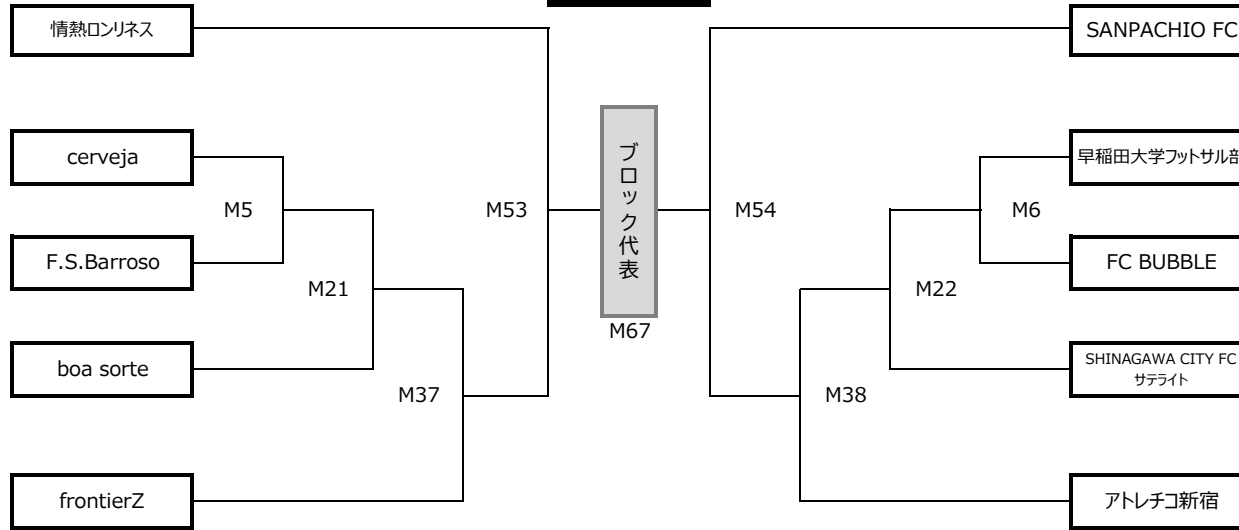 情熱ロンリネス
SANPACHIO FC
cerveja
早稲田大学フットサル部
M5
M53
ブロック代表
M54
M6
F.S.Barroso
FC BUBBLE
M21
M22
M67
boa sorte
SHINAGAWA CITY FC
サテライト
M37
M38
frontierZ
アトレチコ新宿